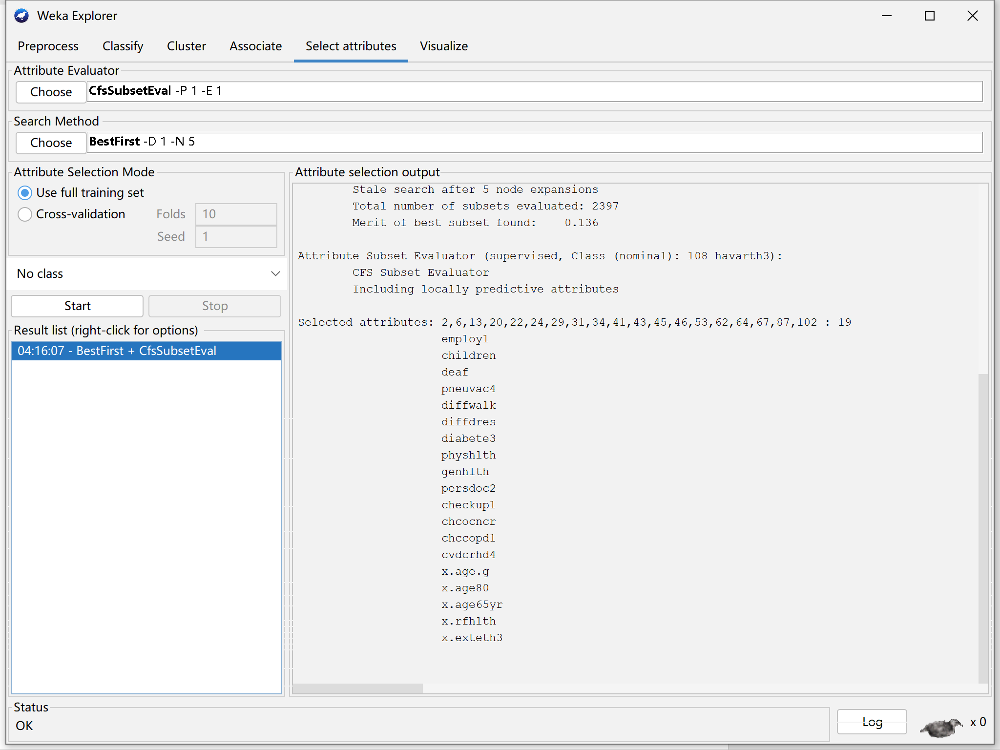 Weka Explorer
Preprocess Classify Cluster Associate Select attributes Visualize
Attribute Evaluator
Choose CfsSubsetEval -P 1 -E 1
Search Method
Choose BestFirst -D 1 -N 5
Attribute Selection Mode
Use full training set
Cross-validation Folds 10
Seed 1
No class
Start Stop
Result list (right-click for options)
04:16:07 - BestFirst + CfsSubsetEval
Attribute selection output
Stale search after 5 node expansions
Total number of subsets evaluated: 2397
Merit of best subset found: 0.136
Attribute Subset Evaluator (supervised, Class (nominal): 108 havarth3):
CFS Subset Evaluator
Including locally predictive attributes
Selected attributes: 2,6,13,20,22,24,29,31,34,41,43,45,46,53,62,64,67,87,102 : 19
employ1
children
deaf
pneuvac4
diffwalk
diffdres
diabete3
physhlth
genhlth
persdoc2
checkup1
chcocncr
chccopd1
cvdcrhd4
x.age.g
x.age80
x.age65yr
x.rfhlth
x.exteth3
Status
OK
Log x 0